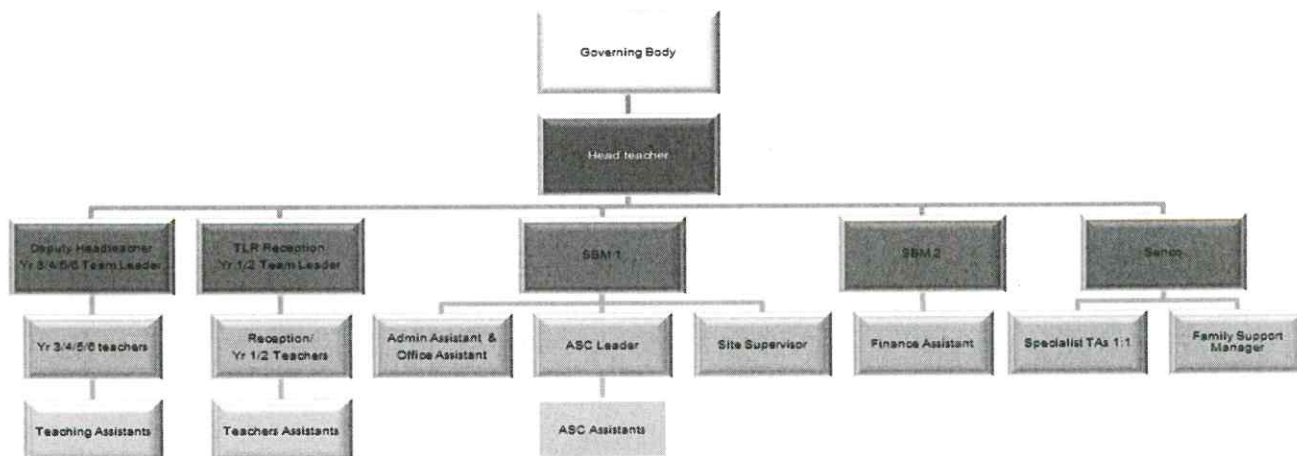 Governing Body
Head teacher
Deputy Headteacher
Yr 3/4/5/6 Team Leader
TLR Reception
Yr 1/2 Team Leader
SBM 1
SBM 2
Senco
Yr 3/4/5/6 teachers
Reception/
Yr 1/2 Teachers
Admin Assistant &
Office Assistant
ASC Leader
Site Supervisor
Finance Assistant
Specialist TAs 1:1
Family Support
Manager
Teaching Assistants
Teachers Assistants
ASC Assistants